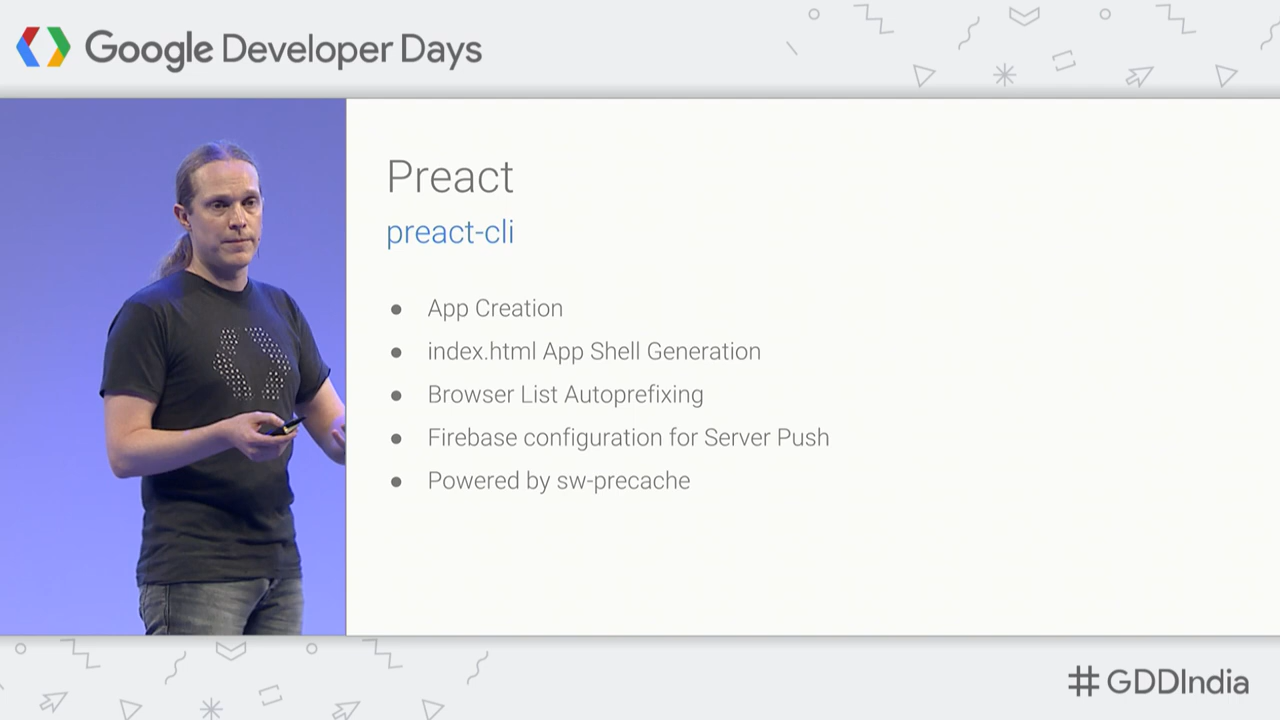 Google Developer Days
Preact
preact-cli
● App Creation
● index.html App Shell Generation
● Browser List Autoprefixing
● Firebase configuration for Server Push
● Powered by sw-precache
#GDDIndia